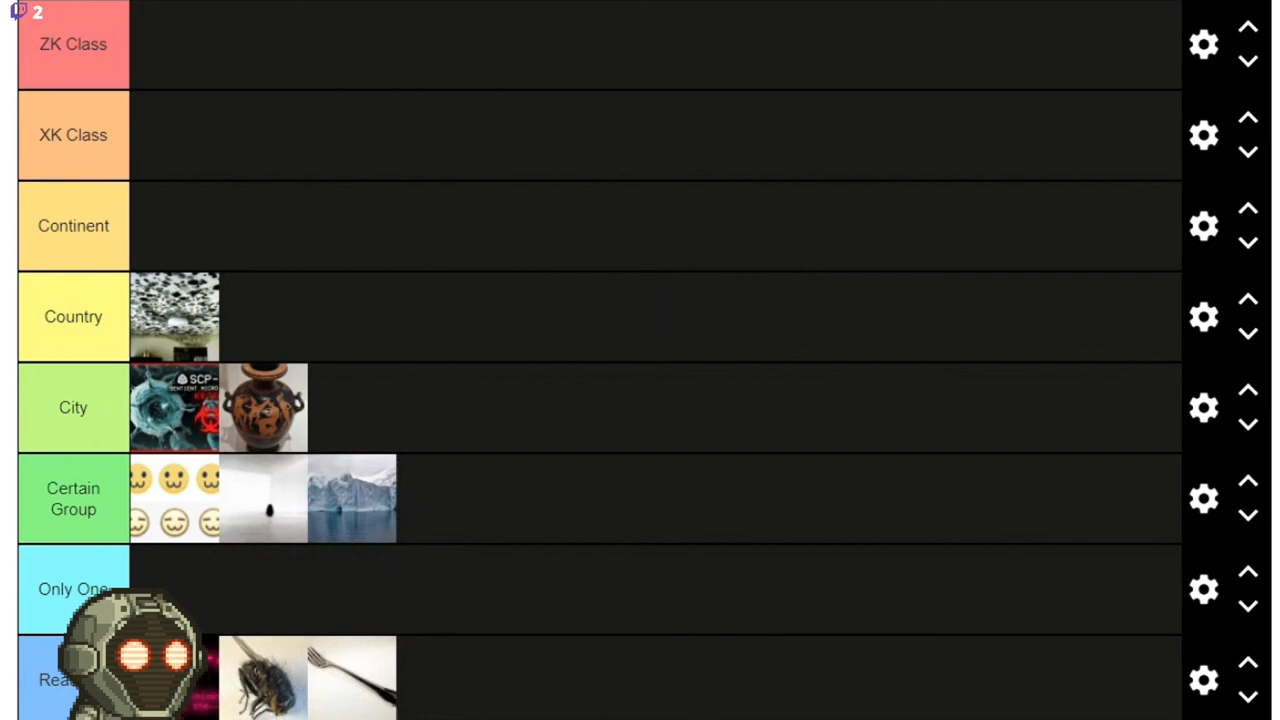 2
ZK Class
XK Class
Continent
Country
SCP-
City
Certain
Group
Only One